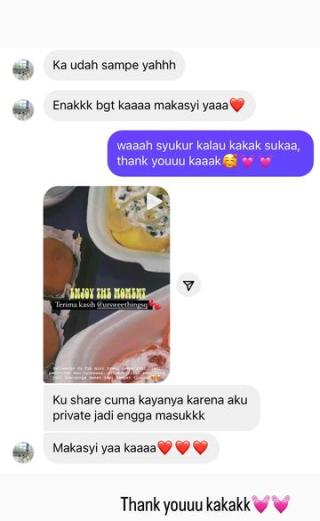 Ka udah sampe yahhh
Enakkk bgt kaaaa makasyi yaaa❤️
waaah syukur kalau kakak sukaa,
thank youuu kaaak🥰💓💓
ENJOY THE MOMENT
Terima kasih @ursweethingsq
Ku share cuma kayanya karena aku
private jadi engga masukkk
Makasyi yaa kaaaa❤️❤️❤️
Thank youuu kakakk💓💓